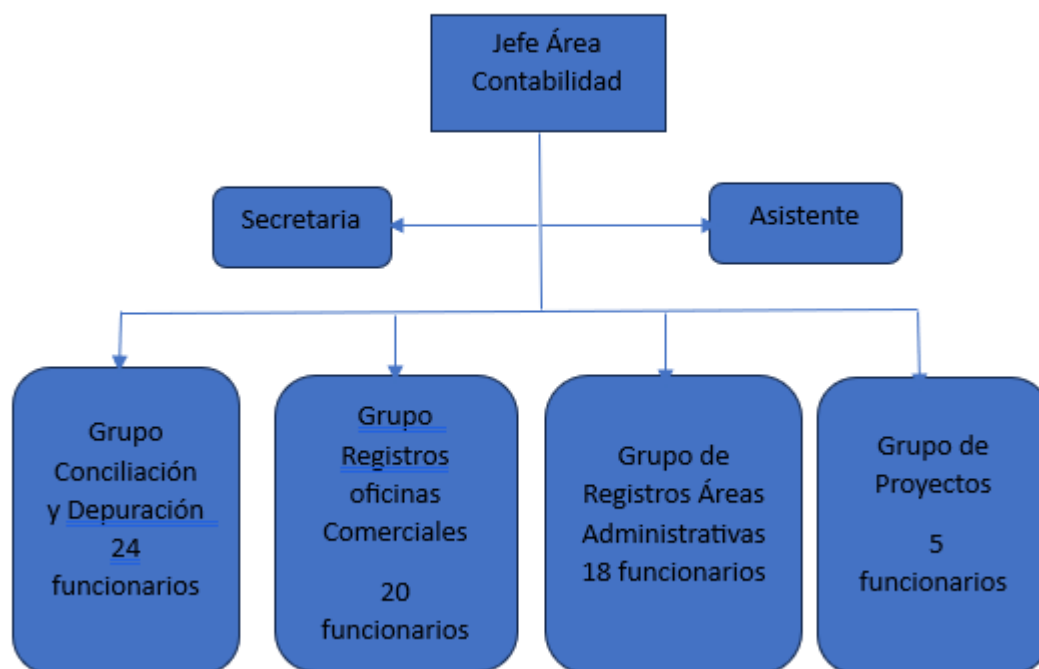 Jefe Área
Contabilidad
Secretaria
Asistente
Grupo
Conciliación
y Depuración
24
funcionarios
Grupo
Registros
oficinas
Comerciales
20
funcionarios
Grupo de
Registros Áreas
Administrativas
18 funcionarios
Grupo de
Proyectos
5
funcionarios